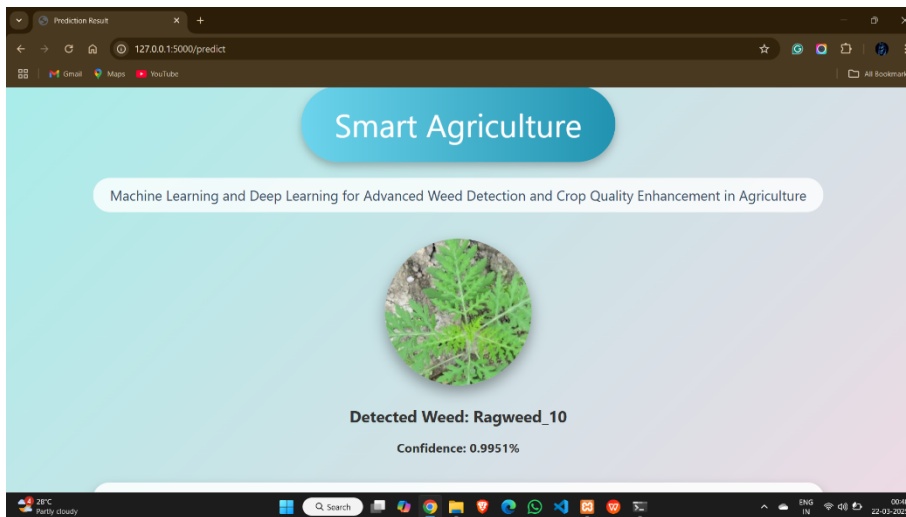 Prediction Result
127.0.0.1:5000/predict
Gmail Maps YouTube
All Bookmark
Smart Agriculture
Machine Learning and Deep Learning for Advanced Weed Detection and Crop Quality Enhancement in Agriculture
Detected Weed: Ragweed_10
Confidence: 0.9951%
28°C
Partly cloudy
Search
ENG
IN
22-03-202